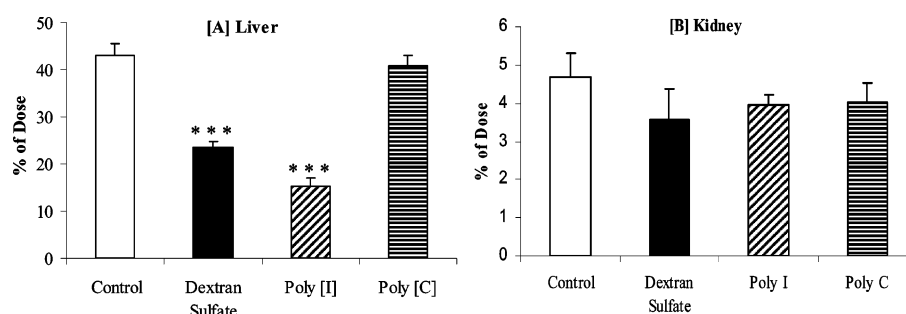 [A] Liver
% of Dose
50
40
30
20
10
0
* * *
* * *
Control
Dextran
Sulfate
Poly [I]
Poly [C]
[B] Kidney
% of Dose
6
5
4
3
2
1
0
Control
Dextran
Sulfate
Poly I
Poly C